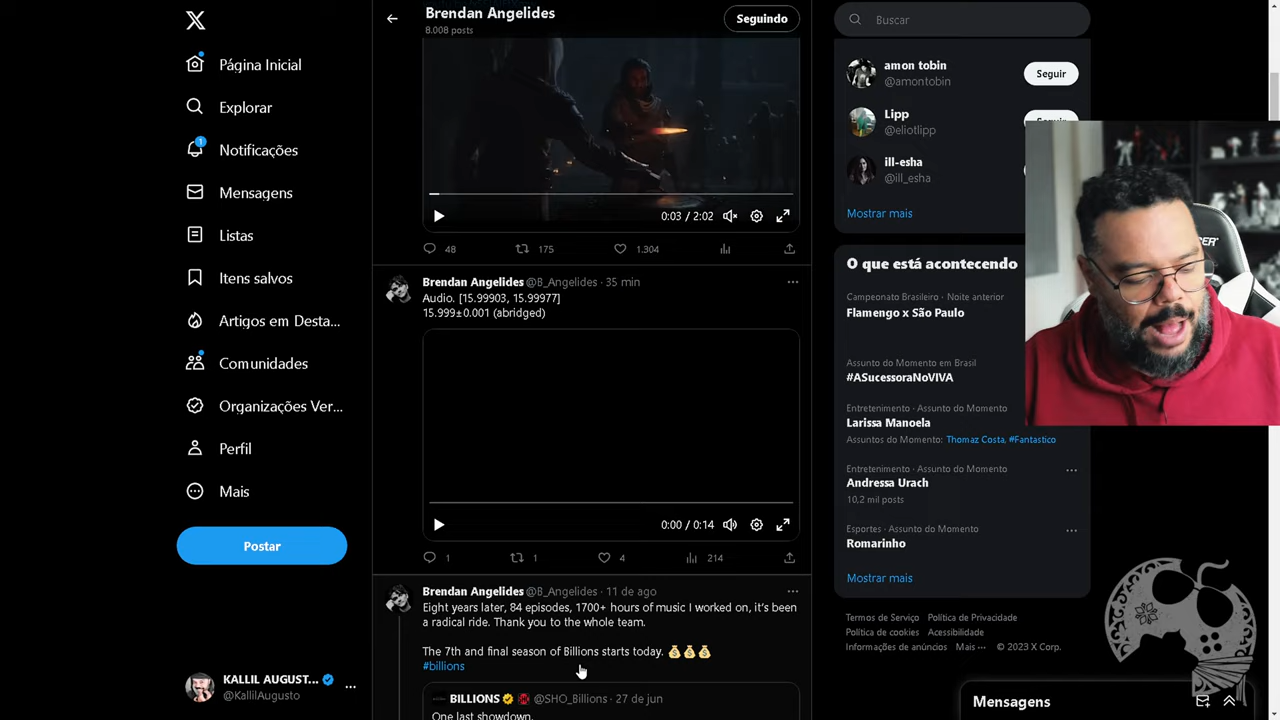 Página Inicial
Explorar
1
Notificações
Mensagens
Listas
Itens salvos
Artigos em Desta...
Comunidades
Organizações Ver...
Perfil
Mais
Postar
KALLIL AUGUST...
@KallilAugusto
Brendan Angelides
8.008 posts
Seguindo
0:03 / 2:02
48
175
1.304
Brendan Angelides @B_Angelides · 35 min
Audio. [15.99903, 15.99977]
15.999±0.001 (abridged)
0:00 / 0:14
1
1
4
214
Brendan Angelides @B_Angelides · 11 de ago
Eight years later, 84 episodes, 1700+ hours of music I worked on, it's been
a radical ride. Thank you to the whole team.
The 7th and final season of Billions starts today. 💰💰💰
#billions
BILLIONS @SHO_Billions · 27 de jun
One last showdown.
Buscar
amon tobin
@amontobin
Seguir
Lipp
@eliotlipp
Seguir
ill-esha
@ill_esha
Mostrar mais
O que está acontecendo
Campeonato Brasileiro · Noite anterior
Flamengo x São Paulo
Assunto do Momento em Brasil
#ASucessoraNoVIVA
Entretenimento · Assunto do Momento
Larissa Manoela
Assuntos do Momento: Thomaz Costa, #Fantastico
Entretenimento · Assunto do Momento
Andressa Urach
10,2 mil posts
Esportes · Assunto do Momento
Romarinho
Mostrar mais
Termos de Serviço Política de Privacidade
Política de cookies Acessibilidade
Informações de anúncios Mais ··· © 2023 X Corp.
Mensagens